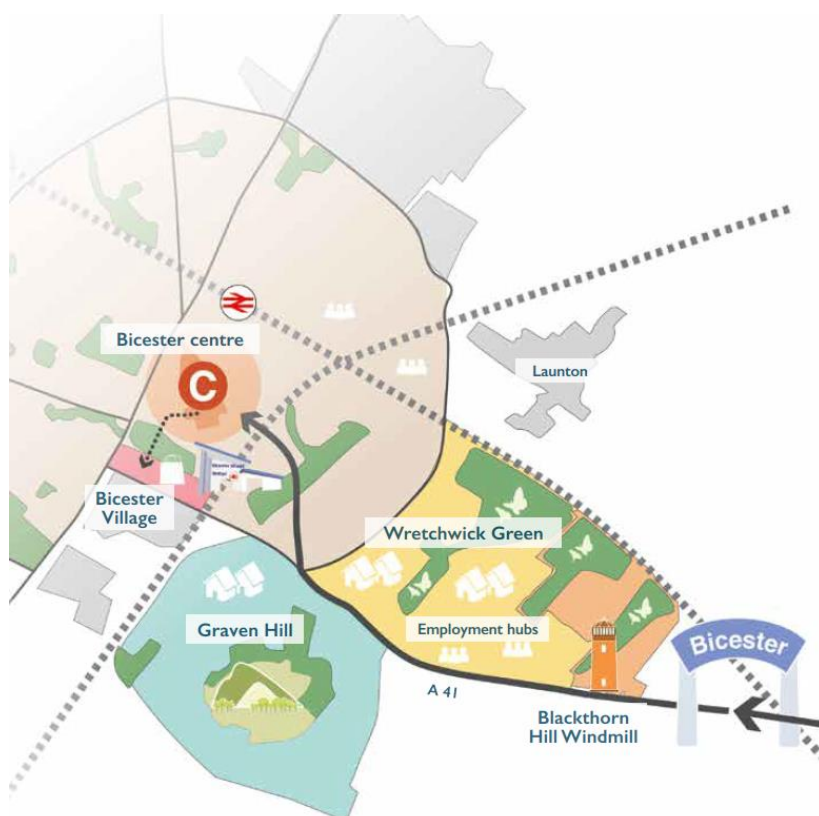 Bicester centre
C
Launton
Bicester
Village
Wretchwick Green
Graven Hill
Employment hubs
Bicester
A 41
Blackthorn
Hill Windmill